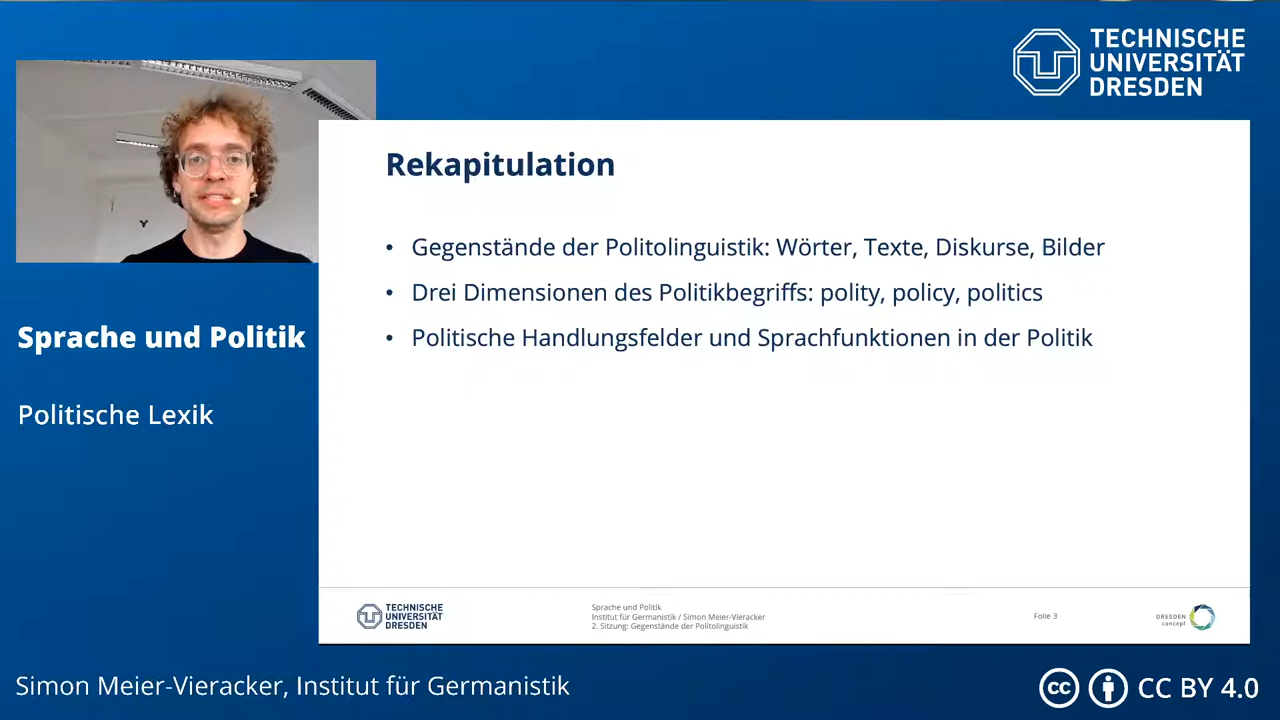 TECHNISCHE
UNIVERSITÄT
DRESDEN
Rekapitulation
• Gegenstände der Politolinguistik: Wörter, Texte, Diskurse, Bilder
• Drei Dimensionen des Politikbegriffs: polity, policy, politics
• Politische Handlungsfelder und Sprachfunktionen in der Politik
Sprache und Politik
Politische Lexik
TECHNISCHE
UNIVERSITÄT
DRESDEN
Sprache und Politik
Institut für Germanistik / Simon Meier-Vieracker
2. Sitzung: Gegenstände der Politolinguistik
Folie 3
DRESDEN
concept
Simon Meier-Vieracker, Institut für Germanistik
cc CC BY 4.0